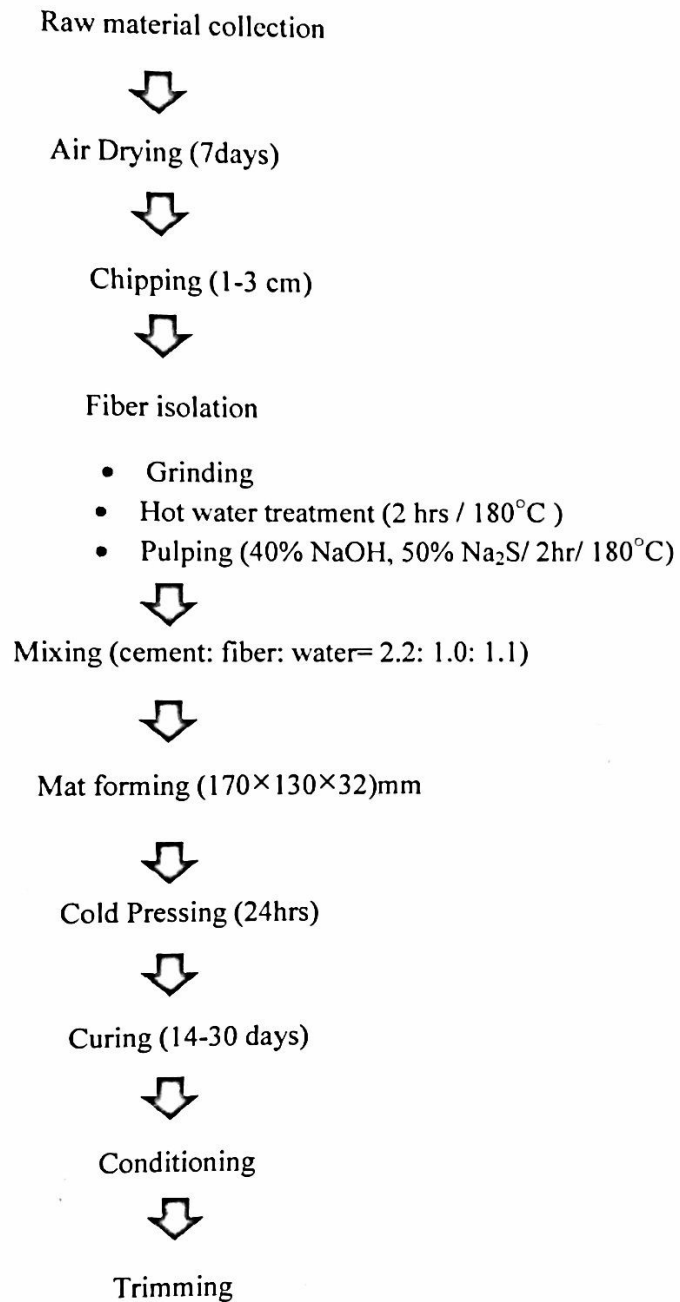 Raw material collection
Air Drying (7days)
Chipping (1-3 cm)
Fiber isolation
• Grinding
• Hot water treatment (2 hrs / 180°C )
• Pulping (40% NaOH, 50% Na₂S/ 2hr/ 180°C)
Mixing (cement: fiber: water= 2.2: 1.0: 1.1)
Mat forming (170×130×32)mm
Cold Pressing (24hrs)
Curing (14-30 days)
Conditioning
Trimming